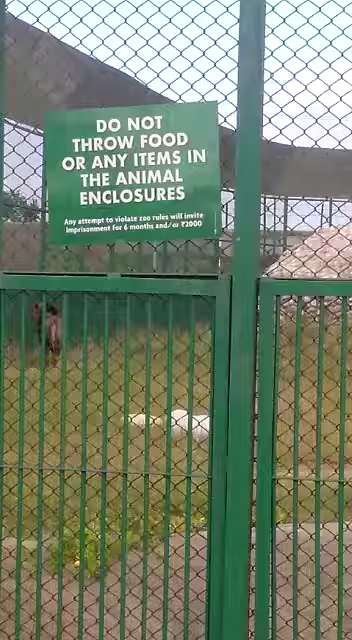 DO NOT
THROW FOOD
OR ANY ITEMS IN
THE ANIMAL
ENCLOSURES
Any attempt to violate zoo rules will invite
imprisonment for 6 months and/or ₹2000